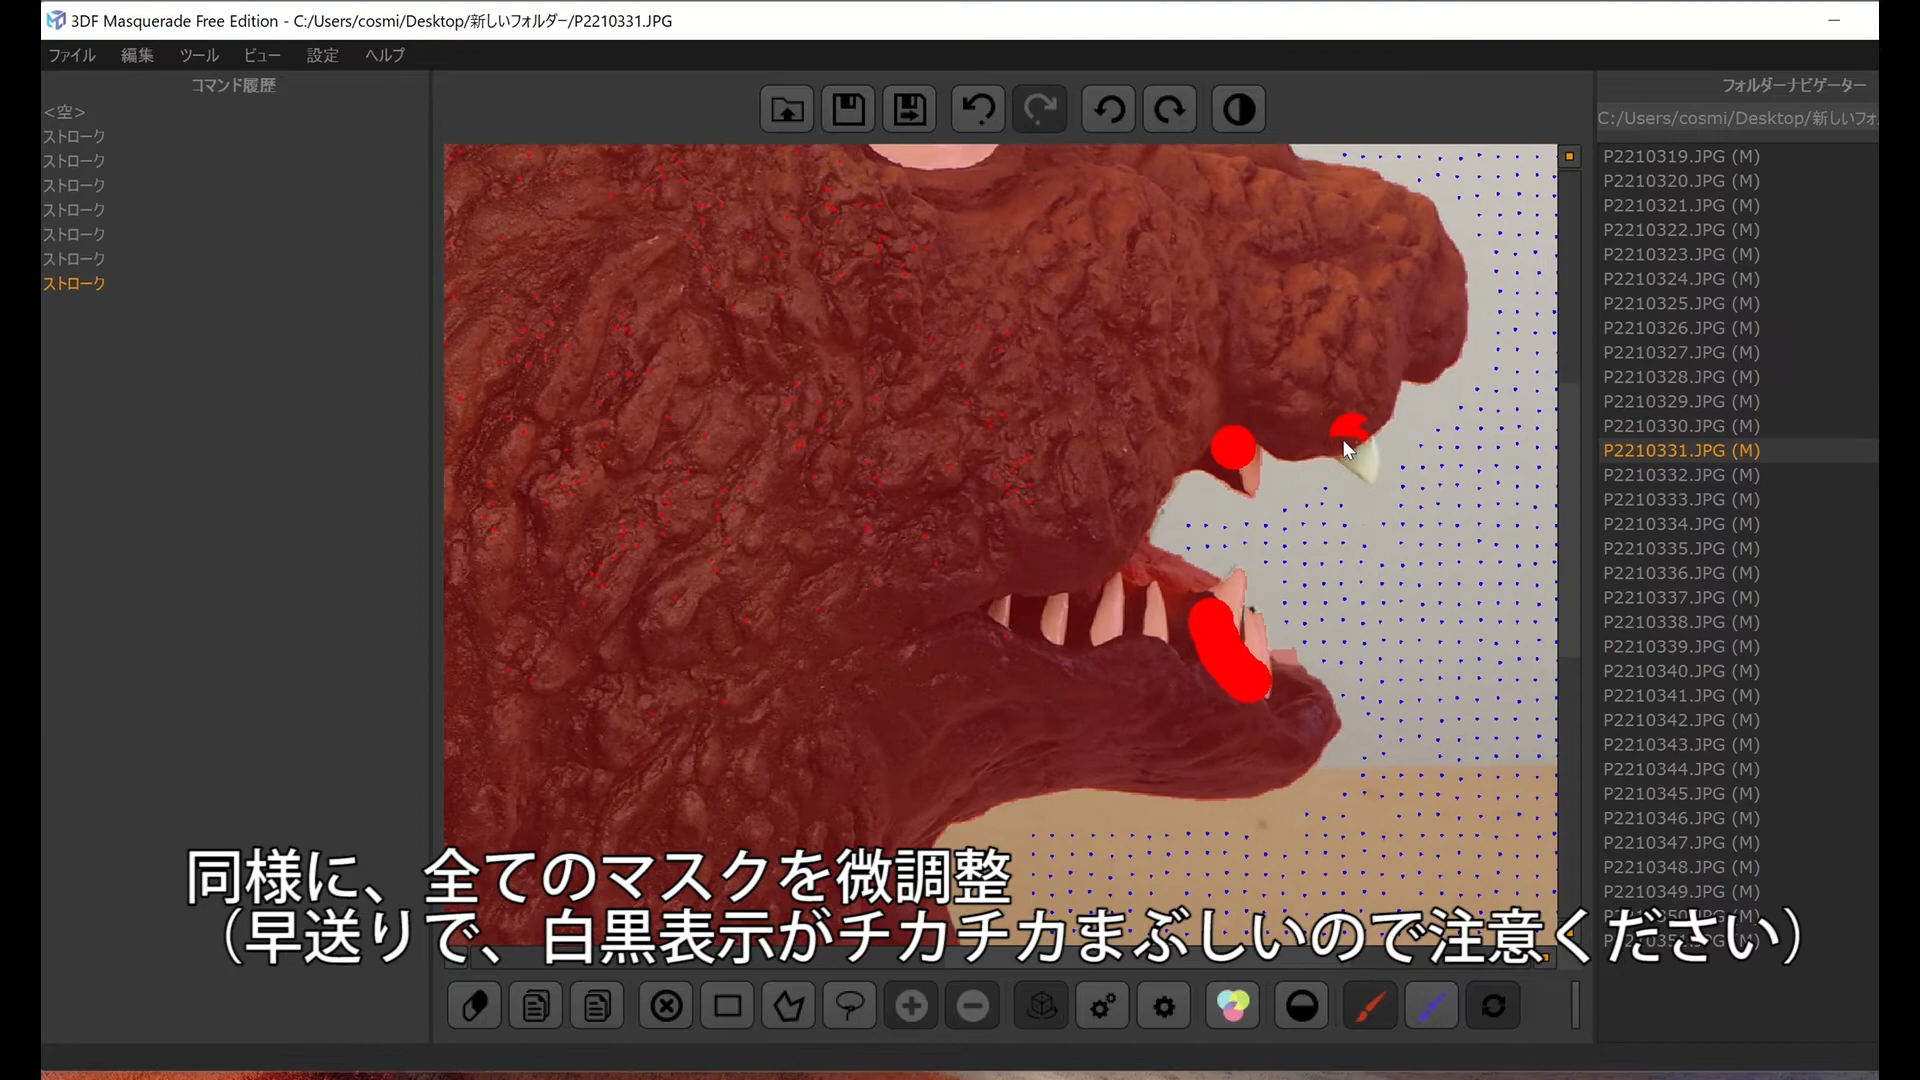 3DF Masquerade Free Edition - C:/Users/cosmi/Desktop/新しいフォルダー/P2210331.JPG
ファイル 編集 ツール ビュー 設定 ヘルプ
コマンド履歴
<空>
ストローク
ストローク
ストローク
ストローク
ストローク
ストローク
ストローク
フォルダーナビゲーター
C:/Users/cosmi/Desktop/新しいフォ
P2210319.JPG (M)
P2210320.JPG (M)
P2210321.JPG (M)
P2210322.JPG (M)
P2210323.JPG (M)
P2210324.JPG (M)
P2210325.JPG (M)
P2210326.JPG (M)
P2210327.JPG (M)
P2210328.JPG (M)
P2210329.JPG (M)
P2210330.JPG (M)
P2210331.JPG (M)
P2210332.JPG (M)
P2210333.JPG (M)
P2210334.JPG (M)
P2210335.JPG (M)
P2210336.JPG (M)
P2210337.JPG (M)
P2210338.JPG (M)
P2210339.JPG (M)
P2210340.JPG (M)
P2210341.JPG (M)
P2210342.JPG (M)
P2210343.JPG (M)
P2210344.JPG (M)
P2210345.JPG (M)
P2210346.JPG (M)
P2210347.JPG (M)
P2210348.JPG (M)
P2210349.JPG (M)
同様に、全てのマスクを微調整
（早送りで、白黒表示がチカチカまぶしいので注意ください）